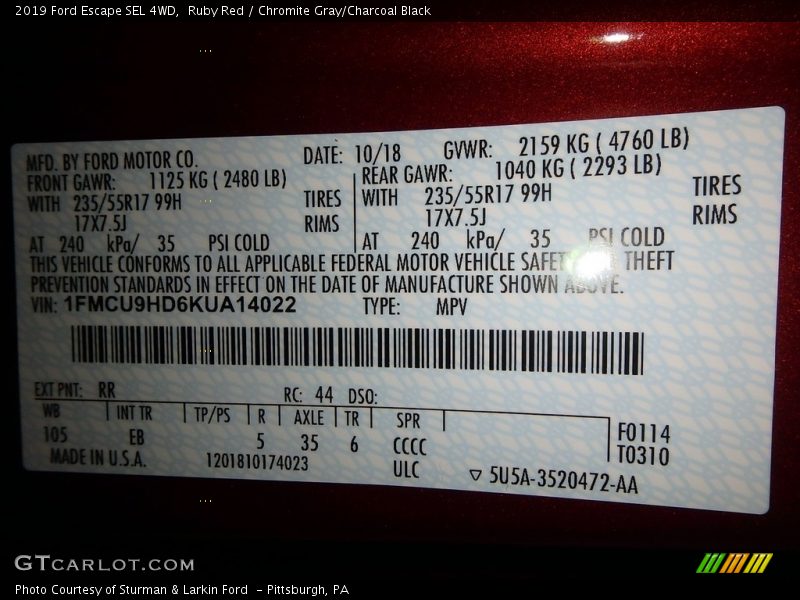 2019 Ford Escape SEL 4WD, Ruby Red / Chromite Gray/Charcoal Black
MFD. BY FORD MOTOR CO. DATE: 10/18 GVWR: 2159 KG ( 4760 LB)
FRONT GAWR: 1125 KG ( 2480 LB) REAR GAWR: 1040 KG ( 2293 LB)
WITH 235/55R17 99H TIRES WITH 235/55R17 99H TIRES
17X7.5J RIMS 17X7.5J RIMS
AT 240 kPa/ 35 PSI COLD AT 240 kPa/ 35 PSI COLD
THIS VEHICLE CONFORMS TO ALL APPLICABLE FEDERAL MOTOR VEHICLE THEFT
PREVENTION STANDARDS IN EFFECT ON THE DATE OF MANUFACTURE SHOWN ABOVE.
VIN: 1FMCU9HD6KUA14022 TYPE: MPV
EXT PNT: RR RC: 44 DSO:
WB INT TR TP/PS R AXLE TR SPR F0114
105 EB 5 35 6 CCCC T0310
MADE IN U.S.A. 1201810174023 ULC 5U5A-3520472-AA
GTCARLOT.COM
Photo Courtesy of Sturman & Larkin Ford - Pittsburgh, PA